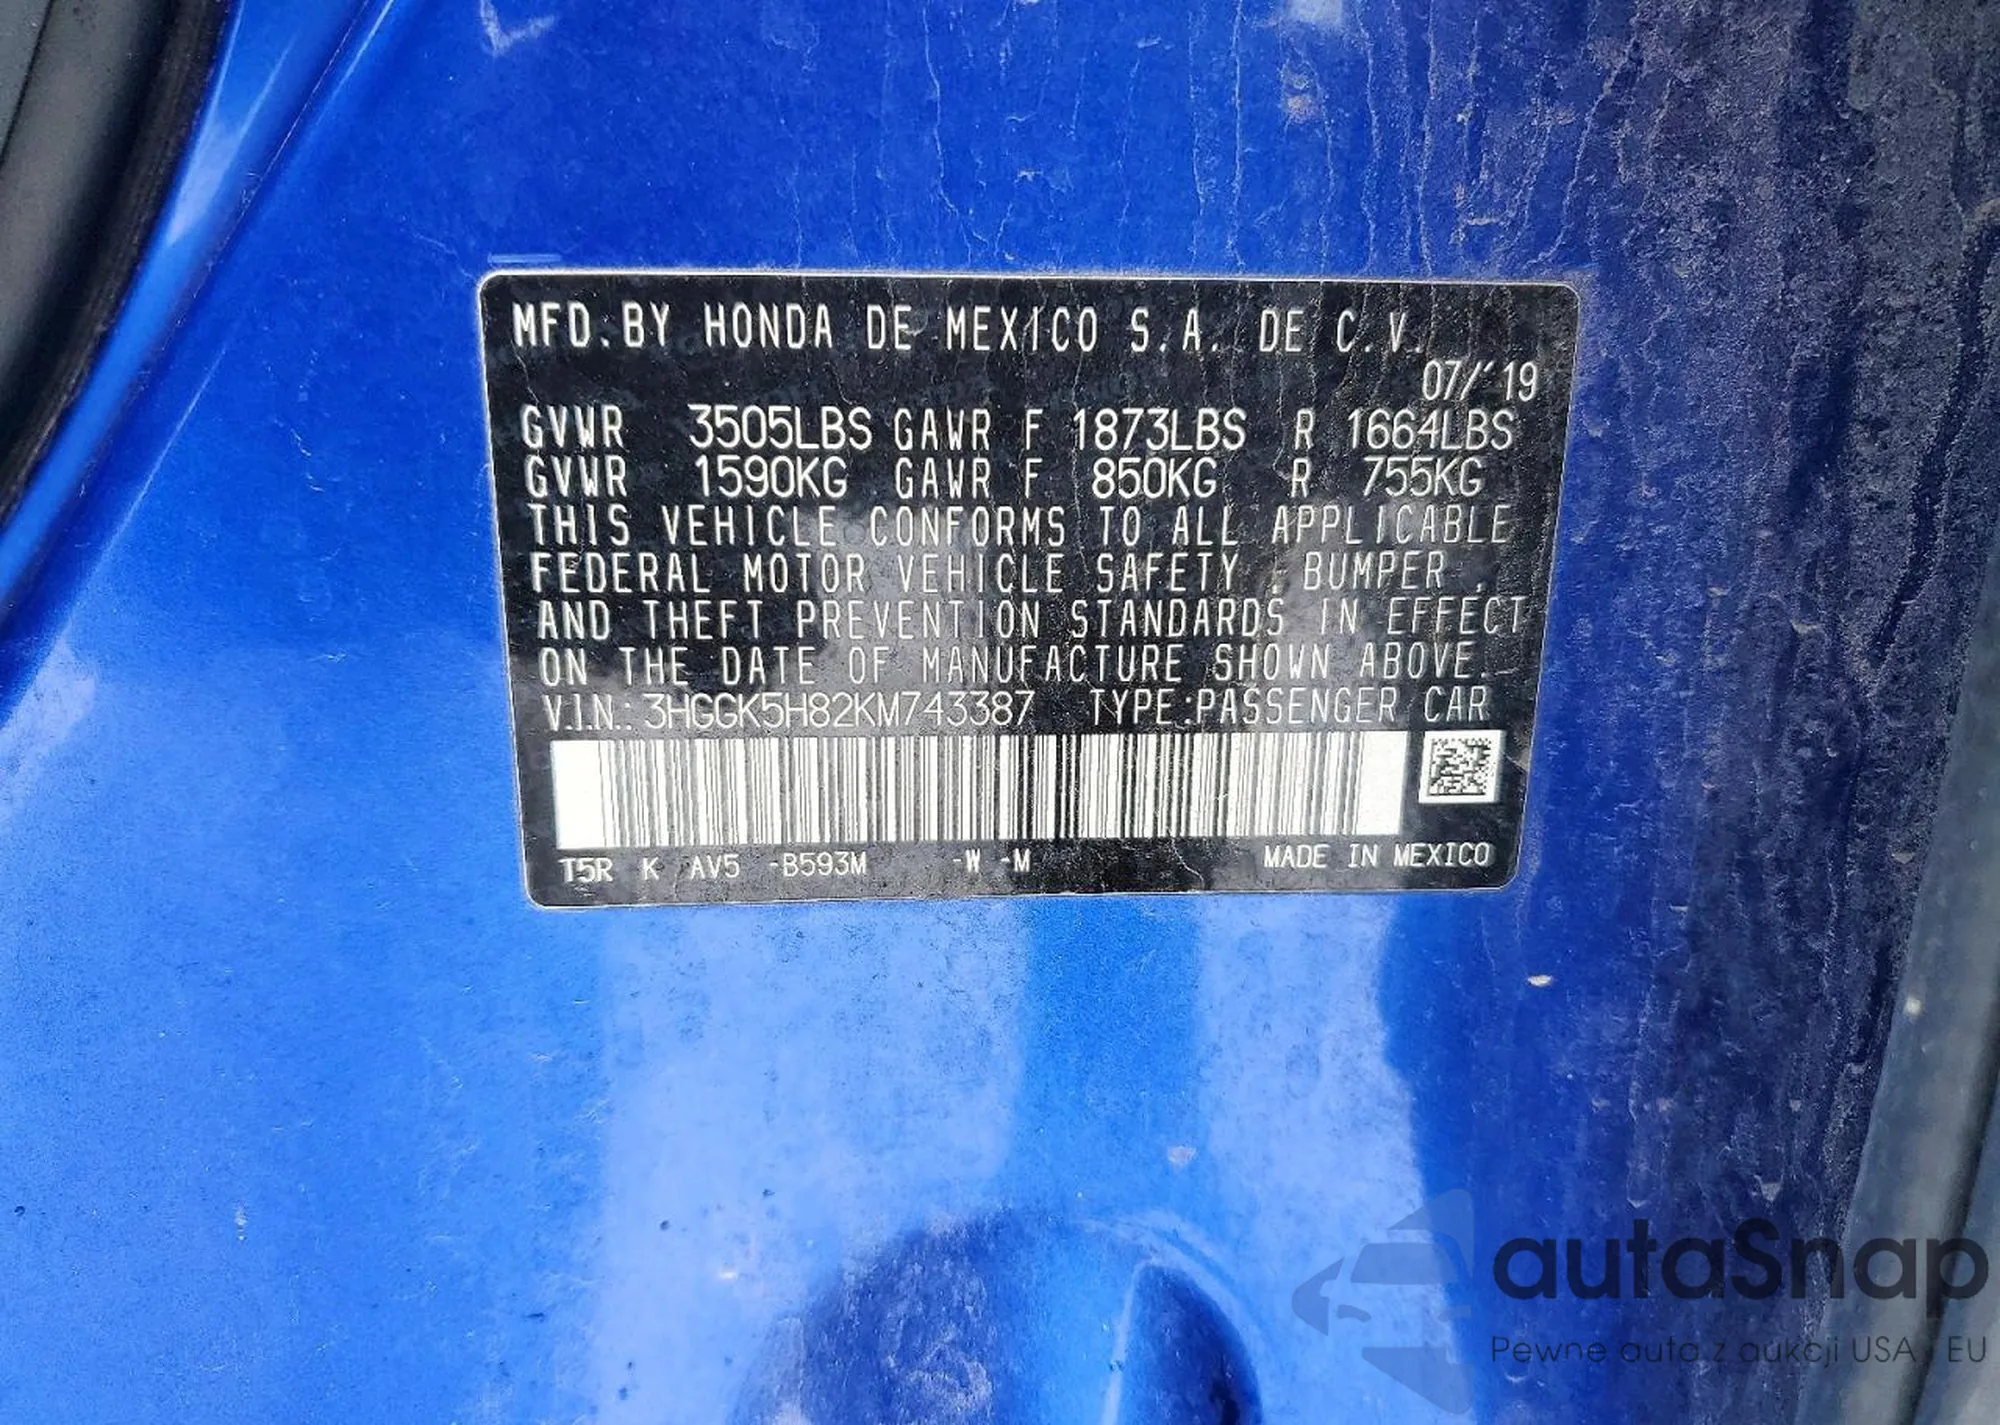 MFD. BY HONDA DE MEXICO S.A. DE C.V.
07/'19
GVWR 3505LBS GAWR F 1873LBS R 1664LBS
GVWR 1590KG GAWR F 850KG R 755KG
THIS VEHICLE CONFORMS TO ALL APPLICABLE
FEDERAL MOTOR VEHICLE SAFETY , BUMPER ,
AND THEFT PREVENTION STANDARDS IN EFFECT
ON THE DATE OF MANUFACTURE SHOWN ABOVE.
V.I.N.: 3HGGK5H82KM743387 TYPE:PASSENGER CAR
T5R K AV5 -B593M -W -M MADE IN MEXICO
autaSnap
Pewne auta z aukcji USA i EU